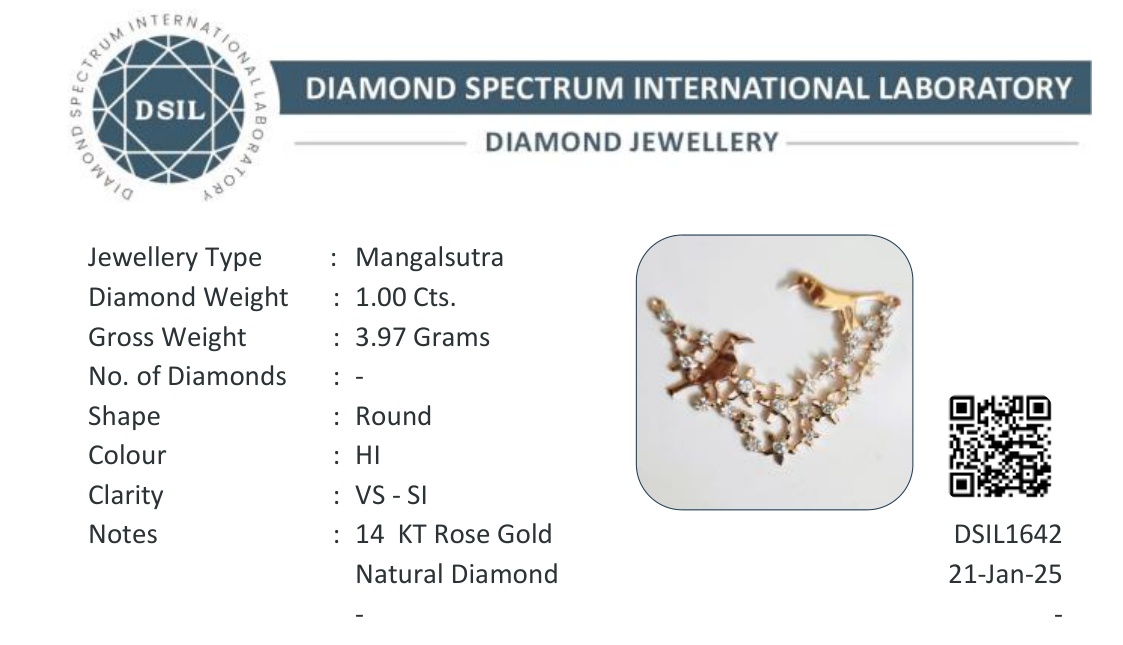 DIAMOND SPECTRUM INTERNATIONAL LABORATORY
DSIL
DIAMOND SPECTRUM INTERNATIONAL LABORATORY
DIAMOND JEWELLERY
Jewellery Type : Mangalsutra
Diamond Weight : 1.00 Cts.
Gross Weight : 3.97 Grams
No. of Diamonds : -
Shape : Round
Colour : HI
Clarity : VS - SI
Notes : 14 KT Rose Gold DSIL1642
Natural Diamond 21-Jan-25
- -